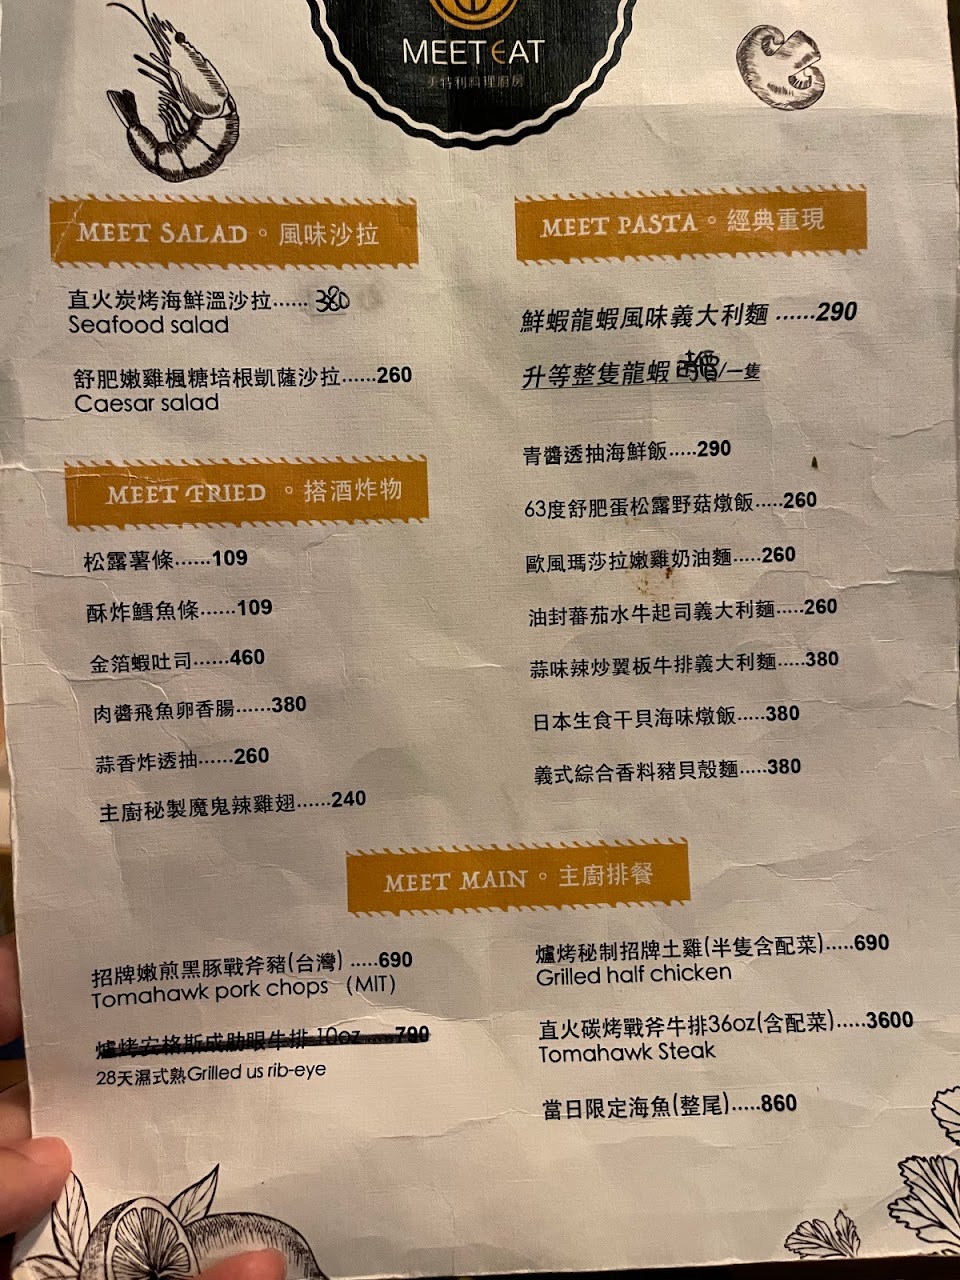 MEETEAT
MEET SALAD。風味沙拉
直火炭烤海鮮溫沙拉......380
Seafood salad
舒肥嫩雞楓糖培根凱薩沙拉......260
Caesar salad
MEET FRIED 。搭酒炸物
松露薯條......109
酥炸鱈魚條......109
金箔蝦吐司......460
肉醬飛魚卵香腸......380
蒜香炸透抽......260
主廚秘製魔鬼辣雞翅......240
MEET PASTA。經典重現
鮮蝦龍蝦風味義大利麵......290
升等整隻龍蝦 時價/一隻
青醬透抽海鮮飯.....290
63度舒肥蛋松露野菇燉飯.....260
歐風瑪莎拉嫩雞奶油麵.....260
油封蕃茄水牛起司義大利麵.....260
蒜味辣炒翼板牛排義大利麵.....380
日本生食干貝海味燉飯.....380
義式綜合香料豬貝殼麵.....380
MEET MAIN。主廚排餐
招牌嫩煎黑豚戰斧豬(台灣) .....690
Tomahawk pork chops (MIT)
爐烤安格斯成肋眼牛排 10oz.....790
28天濕式熟Grilled us rib-eye
爐烤秘制招牌土雞(半隻含配菜).....690
Grilled half chicken
直火碳烤戰斧牛排36oz(含配菜).....3600
Tomahawk Steak
當日限定海魚(整尾).....860